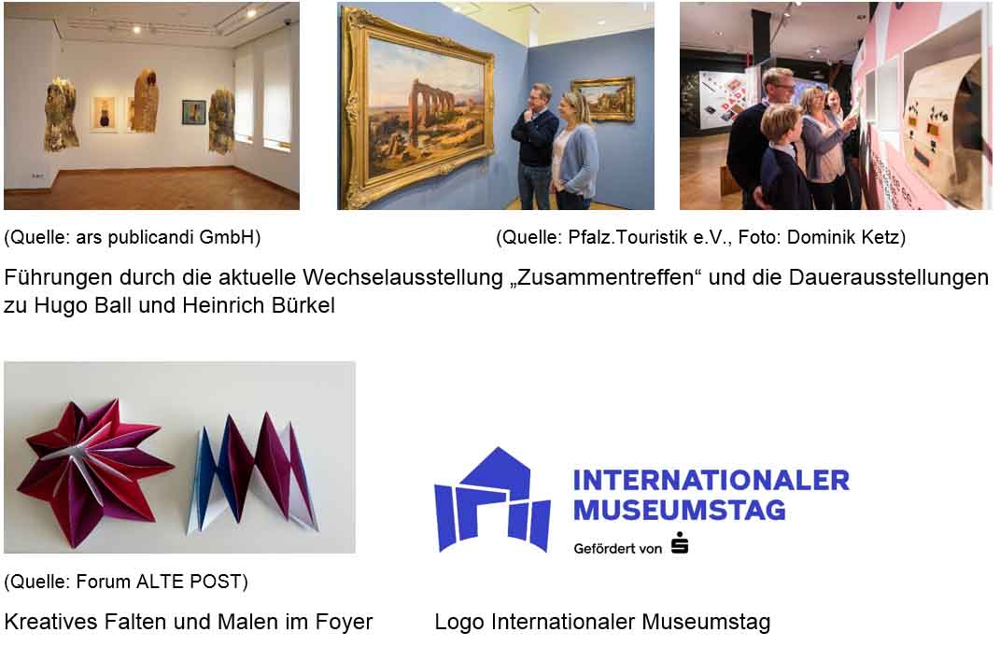 DADA
(Quelle: ars publicandi GmbH)
(Quelle: Pfalz.Touristik e.V., Foto: Dominik Ketz)
Führungen durch die aktuelle Wechselausstellung „Zusammentreffen“ und die Dauerausstellungen
zu Hugo Ball und Heinrich Bürkel
INTERNATIONALER
MUSEUMSTAG
Gefördert von
(Quelle: Forum ALTE POST)
Kreatives Falten und Malen im Foyer
Logo Internationaler Museumstag